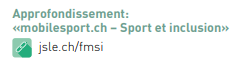 Approfondissement:
«mobilesport.ch – Sport et inclusion»
jsle.ch/fmsi